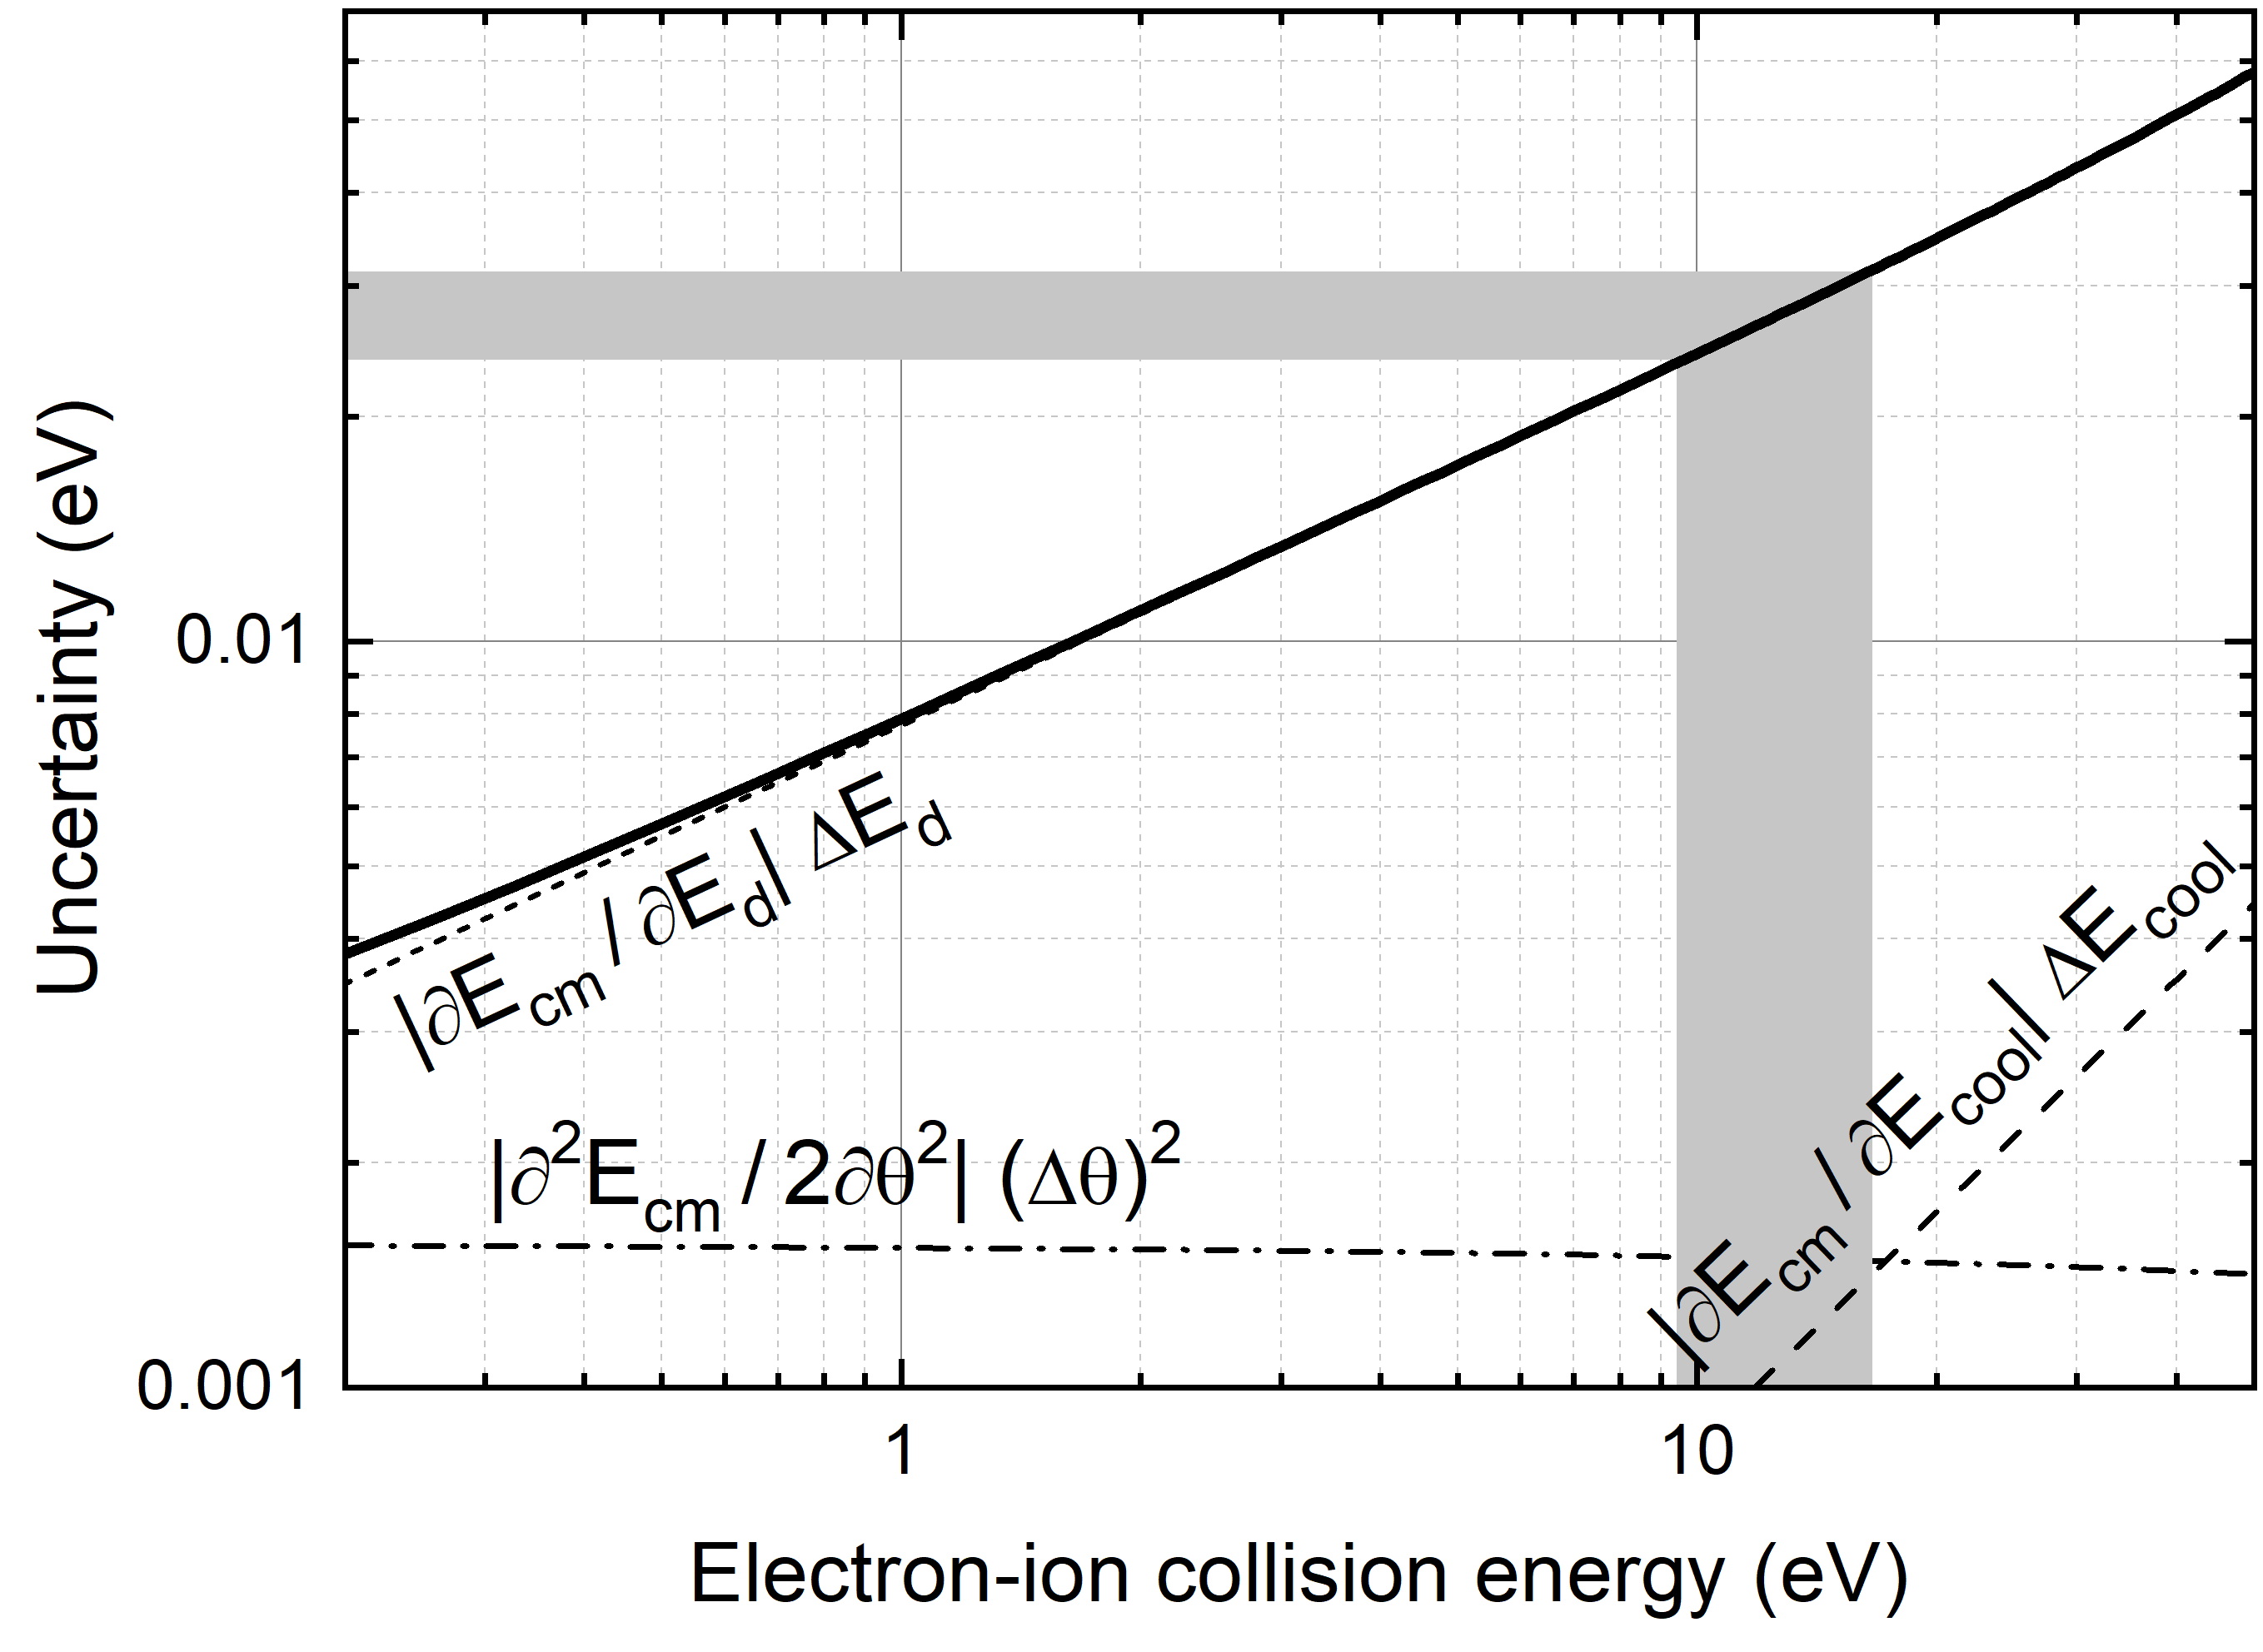 Uncertainty (eV)
0.01
0.001
|∂E_cm / ∂E_d| ΔE_d
|∂²E_cm / 2∂θ²| (Δθ)²
|∂E_cm / ∂E_cool| ΔE_cool
1
10
Electron-ion collision energy (eV)